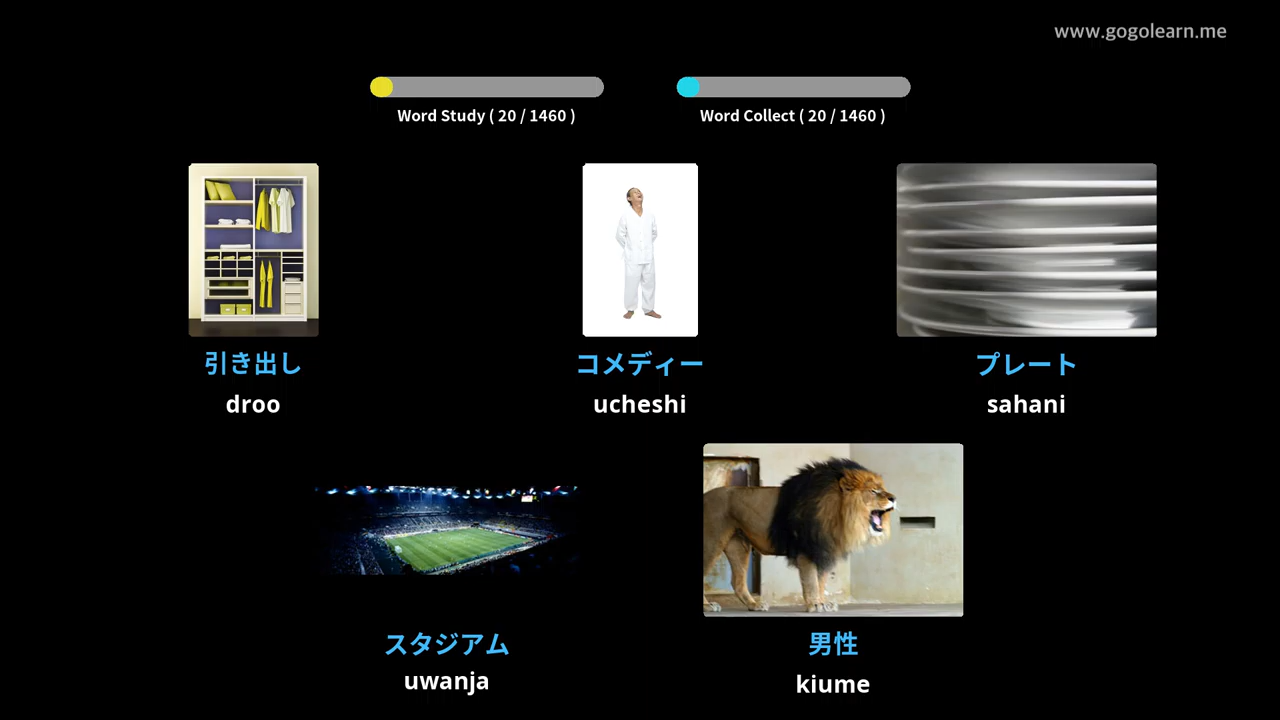 www.gogolearn.me
Word Study ( 20 / 1460 )
Word Collect ( 20 / 1460 )
引き出し
droo
コメディー
ucheshi
プレート
sahani
スタジアム
uwanja
男性
kiume